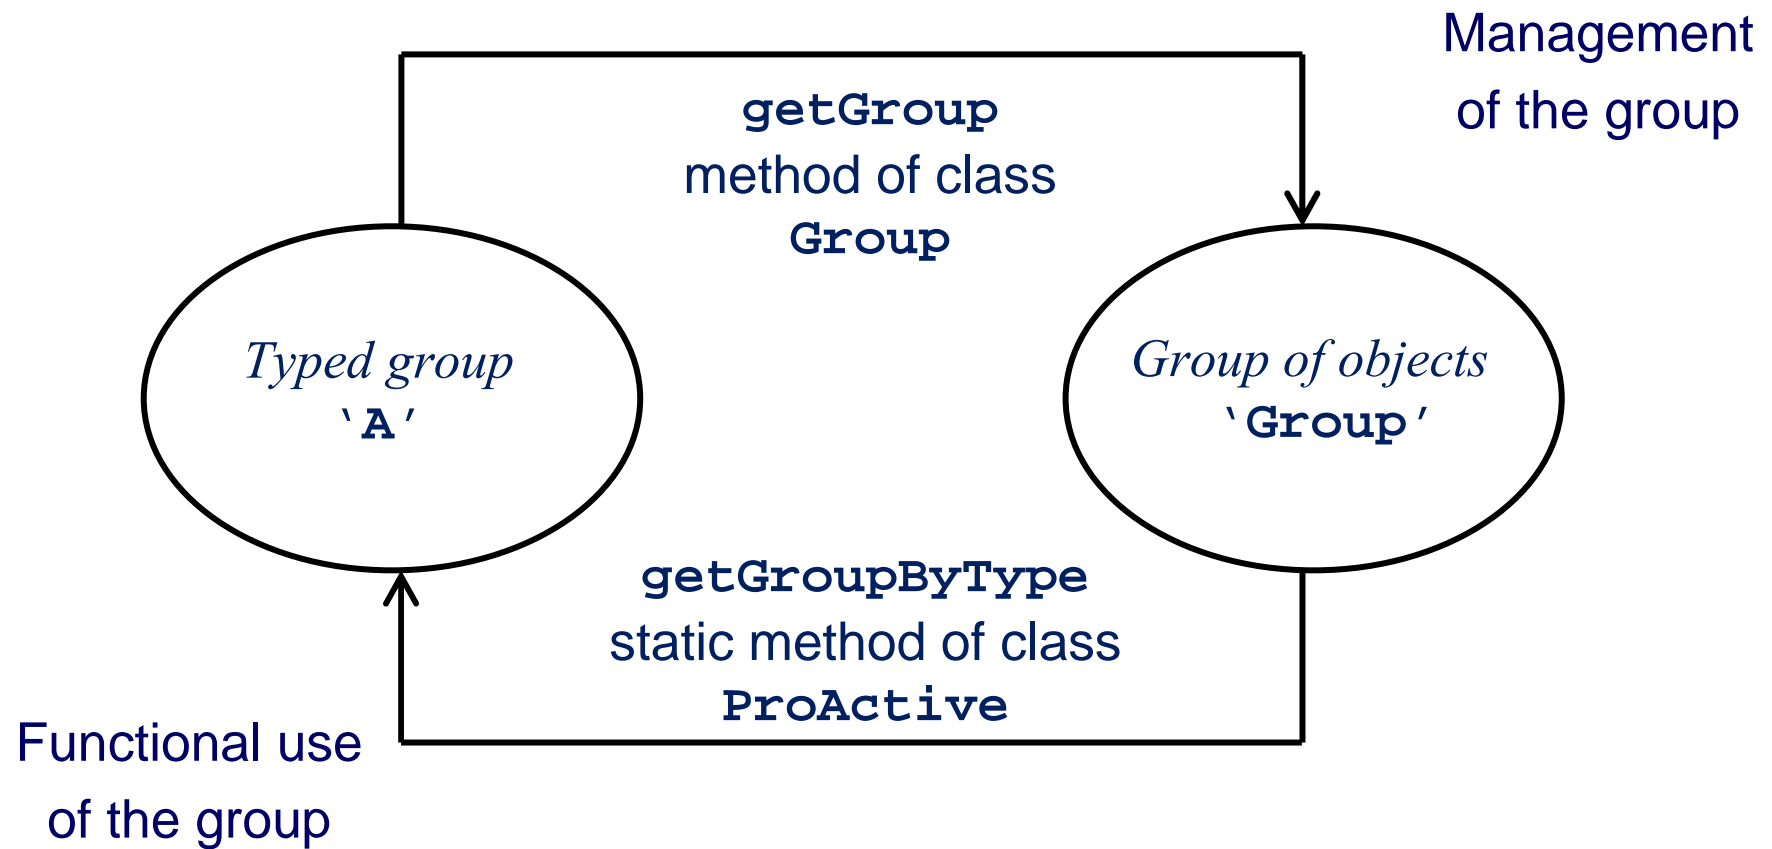 Management
of the group
getGroup
method of class
Group
Typed group
‘A’
Group of objects
‘Group’
getGroupByType
static method of class
ProActive
Functional use
of the group